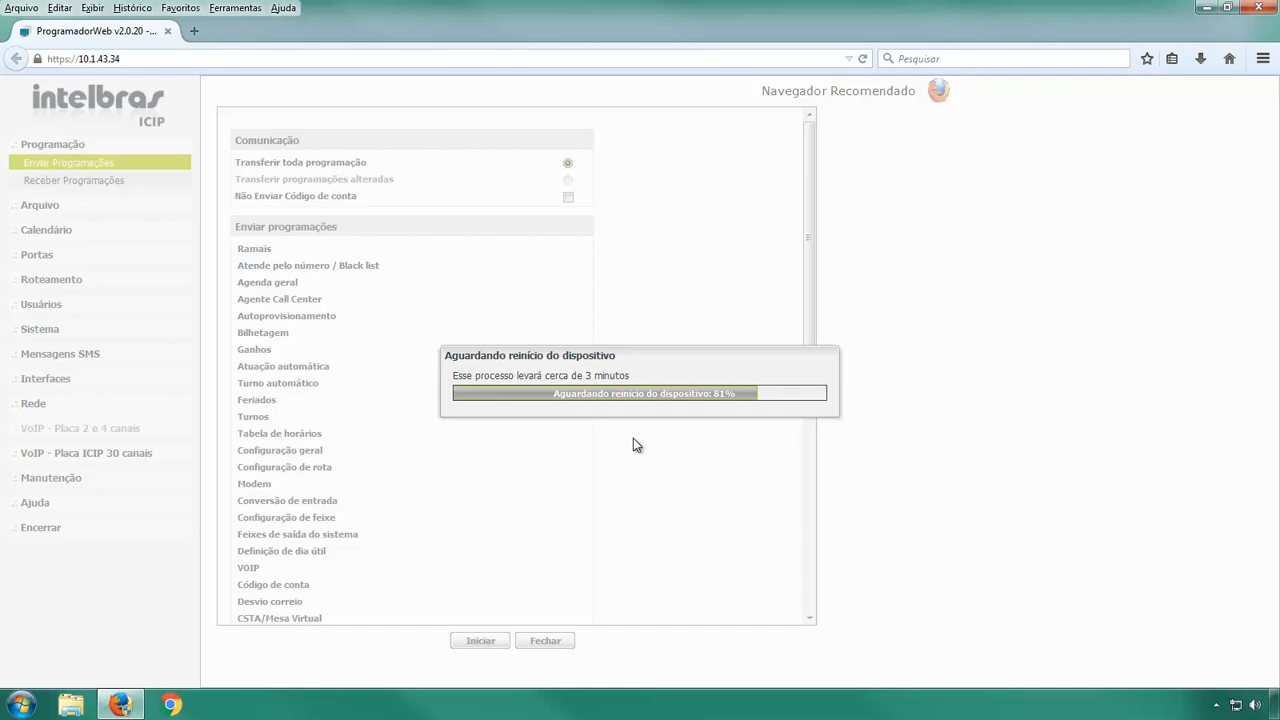 Arquivo Editar Exibir Histórico Favoritos Ferramentas Ajuda
ProgramadorWeb v2.0.20 -...
https://10.1.43.34
Pesquisar
intelbras
ICIP
Navegador Recomendado
.: Programação
Enviar Programações
Receber Programações
.: Arquivo
.: Calendário
.: Portas
.: Roteamento
.: Usuários
.: Sistema
.: Mensagens SMS
.: Interfaces
.: Rede
.: VoIP - Placa 2 e 4 canais
.: VoIP - Placa ICIP 30 canais
.: Manutenção
.: Ajuda
.: Encerrar
Comunicação
Transferir toda programação
Transferir programações alteradas
Não Enviar Código de conta
Enviar programações
Ramais
Atende pelo número / Black list
Agenda geral
Agente Call Center
Autoprovisionamento
Bilhetagem
Ganhos
Atuação automática
Turno automático
Feriados
Turnos
Tabela de horários
Configuração geral
Configuração de rota
Modem
Conversão de entrada
Configuração de feixe
Feixes de saída do sistema
Definição de dia útil
VOIP
Código de conta
Desvio correio
CSTA/Mesa Virtual
Aguardando reinício do dispositivo
Esse processo levará cerca de 3 minutos
Aguardando reinício do dispositivo: 81%
Iniciar Fechar